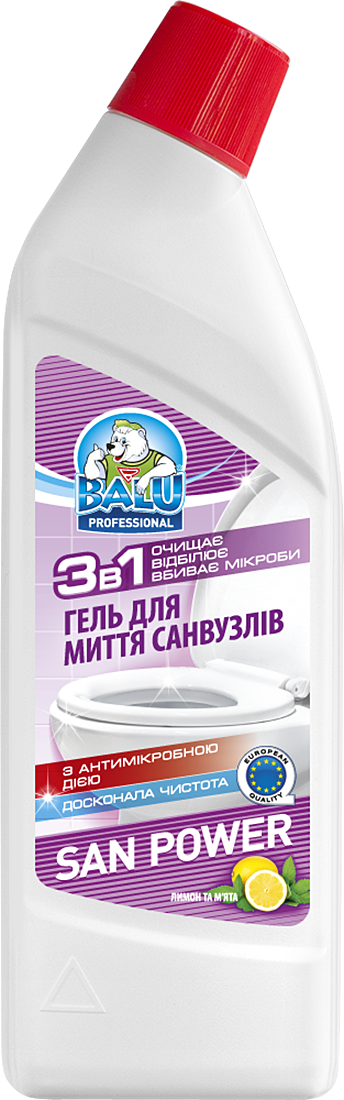 BALU
PROFESSIONAL
3в1
ОЧИЩАЄ
ВІДБІЛЮЄ
ВБИВАЄ МІКРОБИ
ГЕЛЬ ДЛЯ
МИТТЯ САНВУЗЛІВ
З АНТИМІКРОБНОЮ
ДІЄЮ
ДОСКОНАЛА ЧИСТОТА
EUROPEAN
QUALITY
SAN POWER
ЛИМОН ТА М'ЯТА